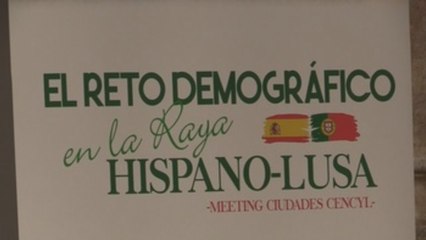 EL RETO DEMOGRÁFICO
en la Raya
HISPANO-LUSA
-MEETING CIUDADES CENCYL-